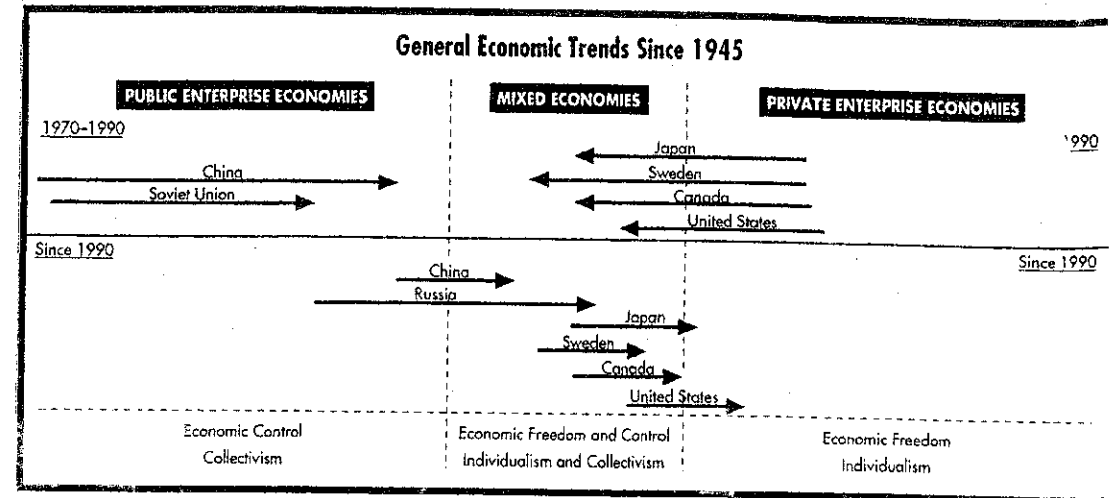 General Economic Trends Since 1945
PUBLIC ENTERPRISE ECONOMIES
MIXED ECONOMIES
PRIVATE ENTERPRISE ECONOMIES
1970–1990
990
Japan
China
Sweden
Soviet Union
Canada
United States
Since 1990
Since 1990
China
Russia
Japan
Sweden
Canada
United States
Economic Control
Collectivism
Economic Freedom and Control
Individualism and Collectivism
Economic Freedom
Individualism